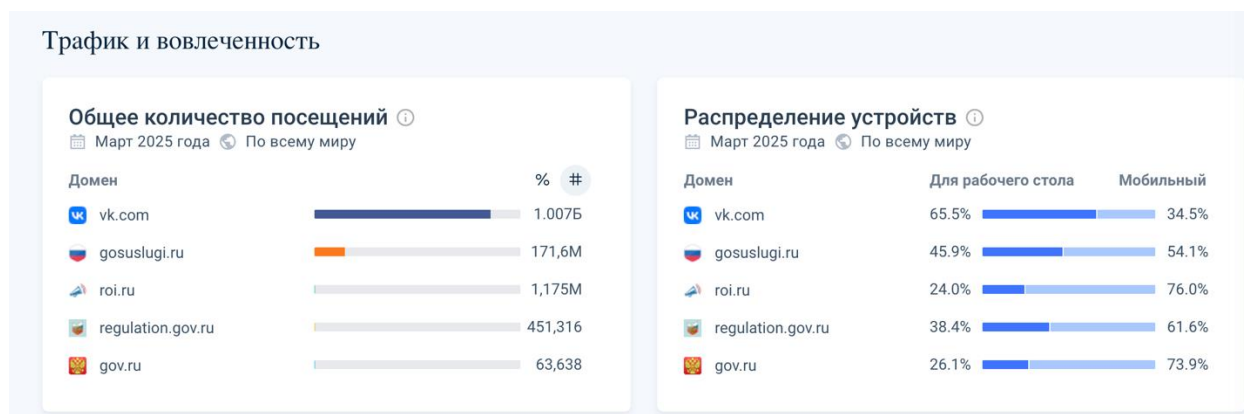 Трафик и вовлеченность
Общее количество посещений
Март 2025 года По всему миру
Домен % #
vk.com 1.007Б
gosuslugi.ru 171,6M
roi.ru 1,175M
regulation.gov.ru 451,316
gov.ru 63,638
Распределение устройств
Март 2025 года По всему миру
Домен Для рабочего стола Мобильный
vk.com 65.5% 34.5%
gosuslugi.ru 45.9% 54.1%
roi.ru 24.0% 76.0%
regulation.gov.ru 38.4% 61.6%
gov.ru 26.1% 73.9%